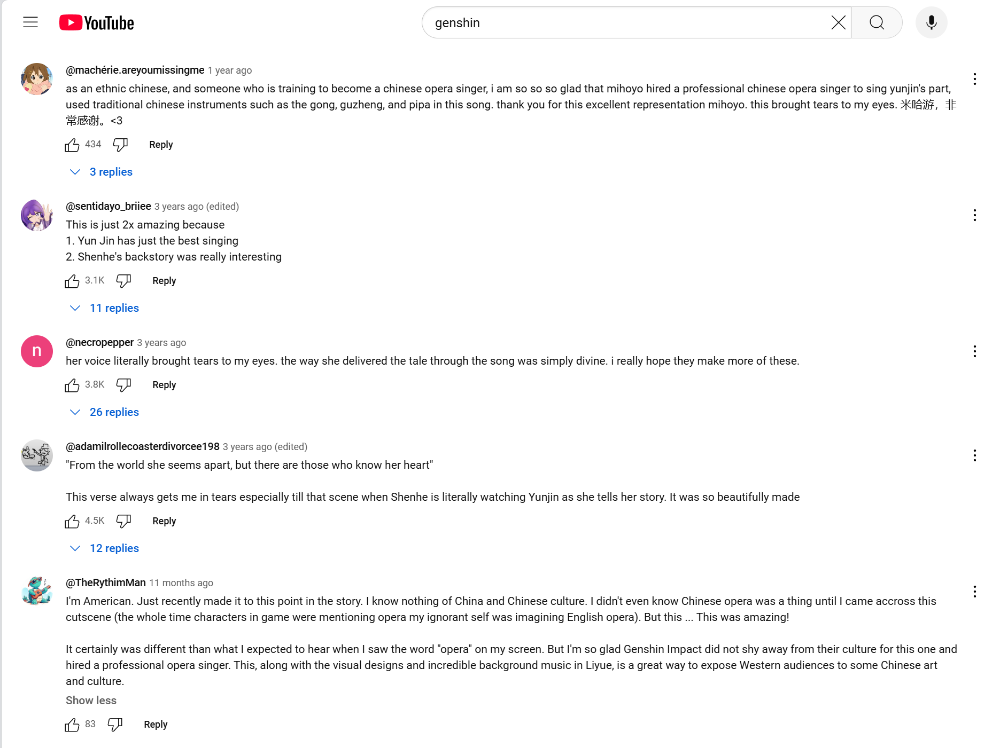 YouTube
genshin
@machérie.areyoumissingme 1 year ago
as an ethnic chinese, and someone who is training to become a chinese opera singer, i am so so so glad that mihoyo hired a professional chinese opera singer to sing yunjin's part,
used traditional chinese instruments such as the gong, guzheng, and pipa in this song. thank you for this excellent representation mihoyo. this brought tears to my eyes. 米哈游，非
常感谢。<3
434 Reply
3 replies
@sentidayo_briiee 3 years ago (edited)
This is just 2x amazing because
1. Yun Jin has just the best singing
2. Shenhe's backstory was really interesting
3.1K Reply
11 replies
n
@necropepper 3 years ago
her voice literally brought tears to my eyes. the way she delivered the tale through the song was simply divine. i really hope they make more of these.
3.8K Reply
26 replies
@adamilrollecoasterdivorcee198 3 years ago (edited)
"From the world she seems apart, but there are those who know her heart"
This verse always gets me in tears especially till that scene when Shenhe is literally watching Yunjin as she tells her story. It was so beautifully made
4.5K Reply
12 replies
@TheRythimMan 11 months ago
I'm American. Just recently made it to this point in the story. I know nothing of China and Chinese culture. I didn't even know Chinese opera was a thing until I came accross this
cutscene (the whole time characters in game were mentioning opera my ignorant self was imagining English opera). But this ... This was amazing!
It certainly was different than what I expected to hear when I saw the word "opera" on my screen. But I'm so glad Genshin Impact did not shy away from their culture for this one and
hired a professional opera singer. This, along with the visual designs and incredible background music in Liyue, is a great way to expose Western audiences to some Chinese art
and culture.
Show less
83 Reply